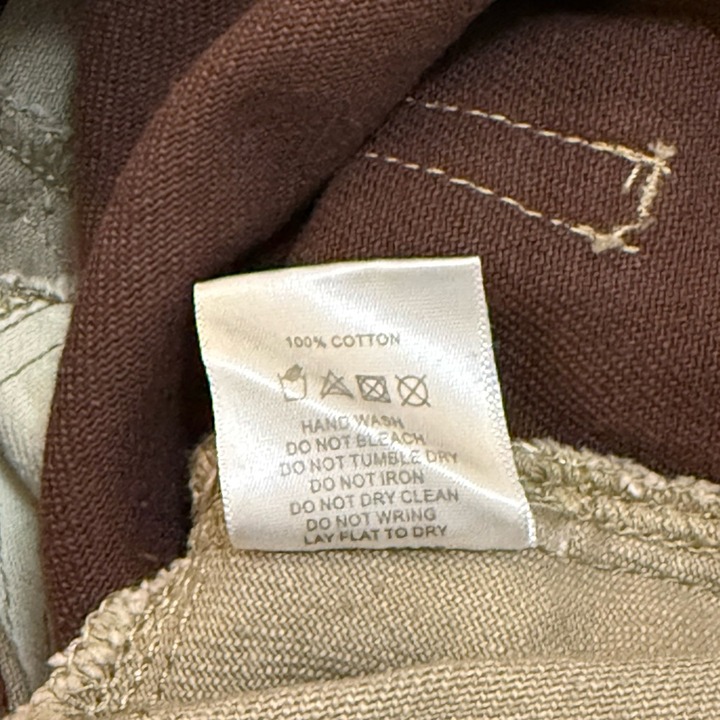 100% COTTON
HAND WASH
DO NOT BLEACH
DO NOT TUMBLE DRY
DO NOT IRON
DO NOT DRY CLEAN
DO NOT WRING
LAY FLAT TO DRY